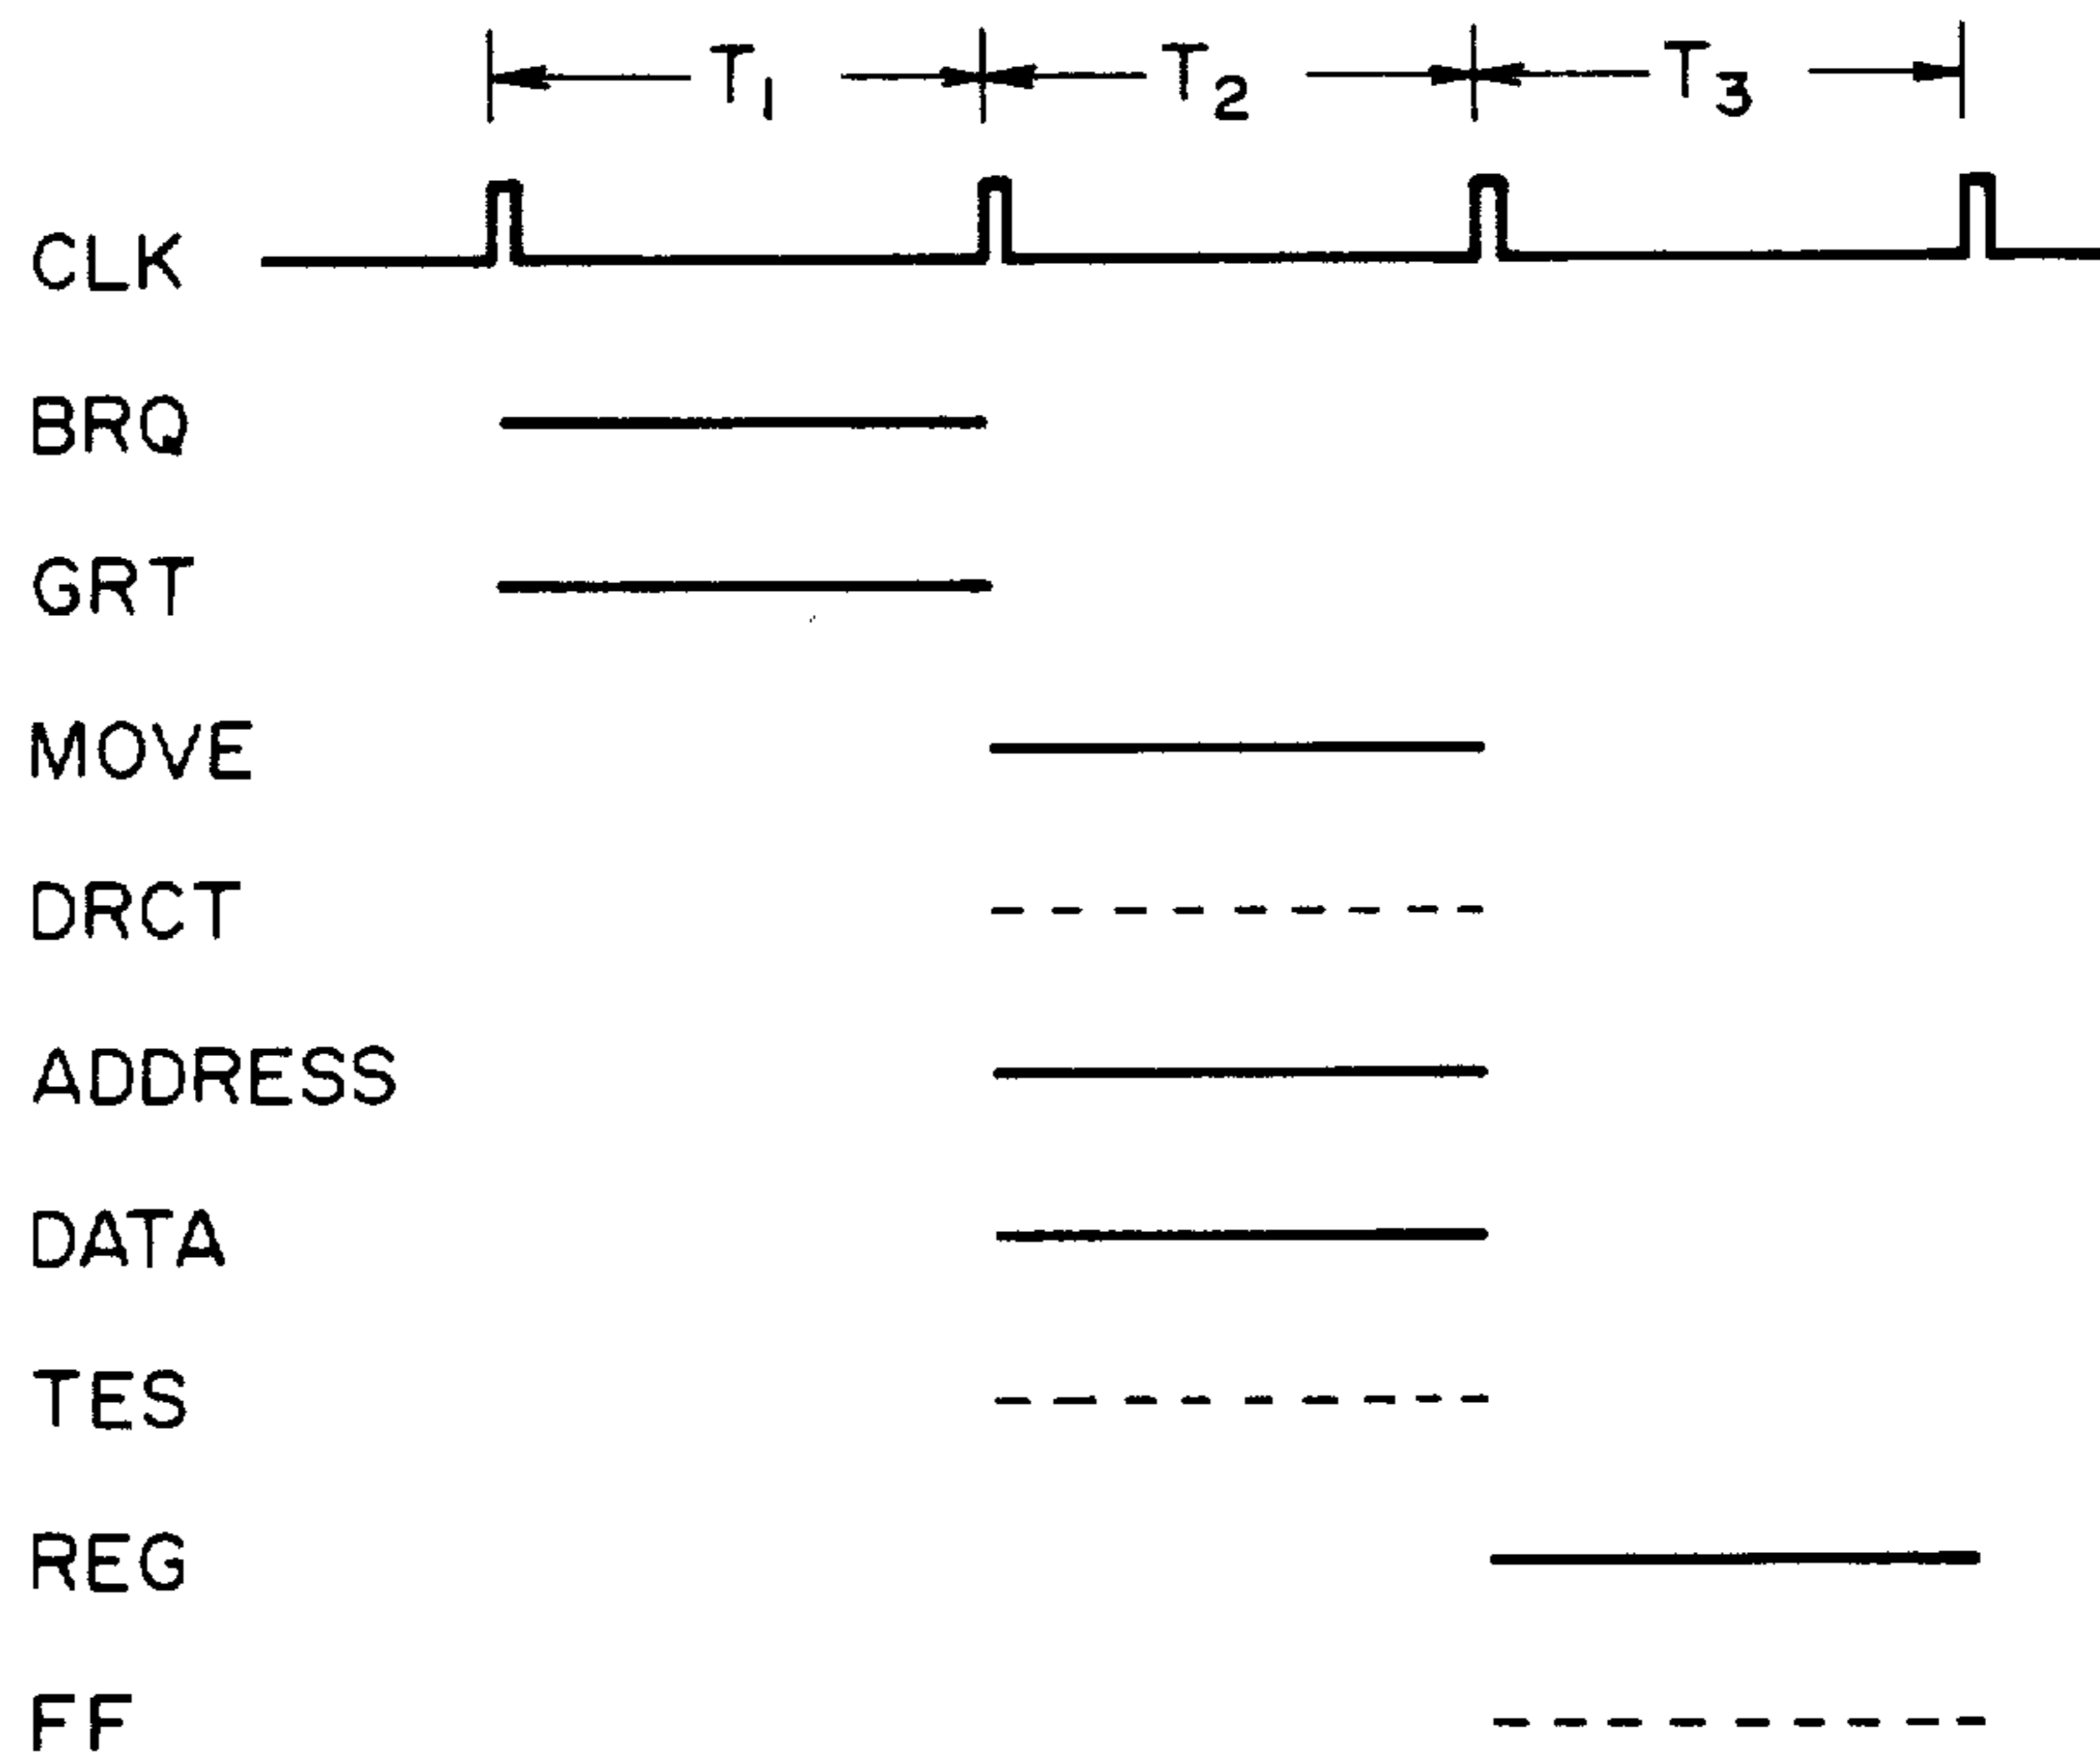 T1 T2 T3
CLK
BRQ
GRT
MOVE
DRCT
ADDRESS
DATA
TES
REG
FF